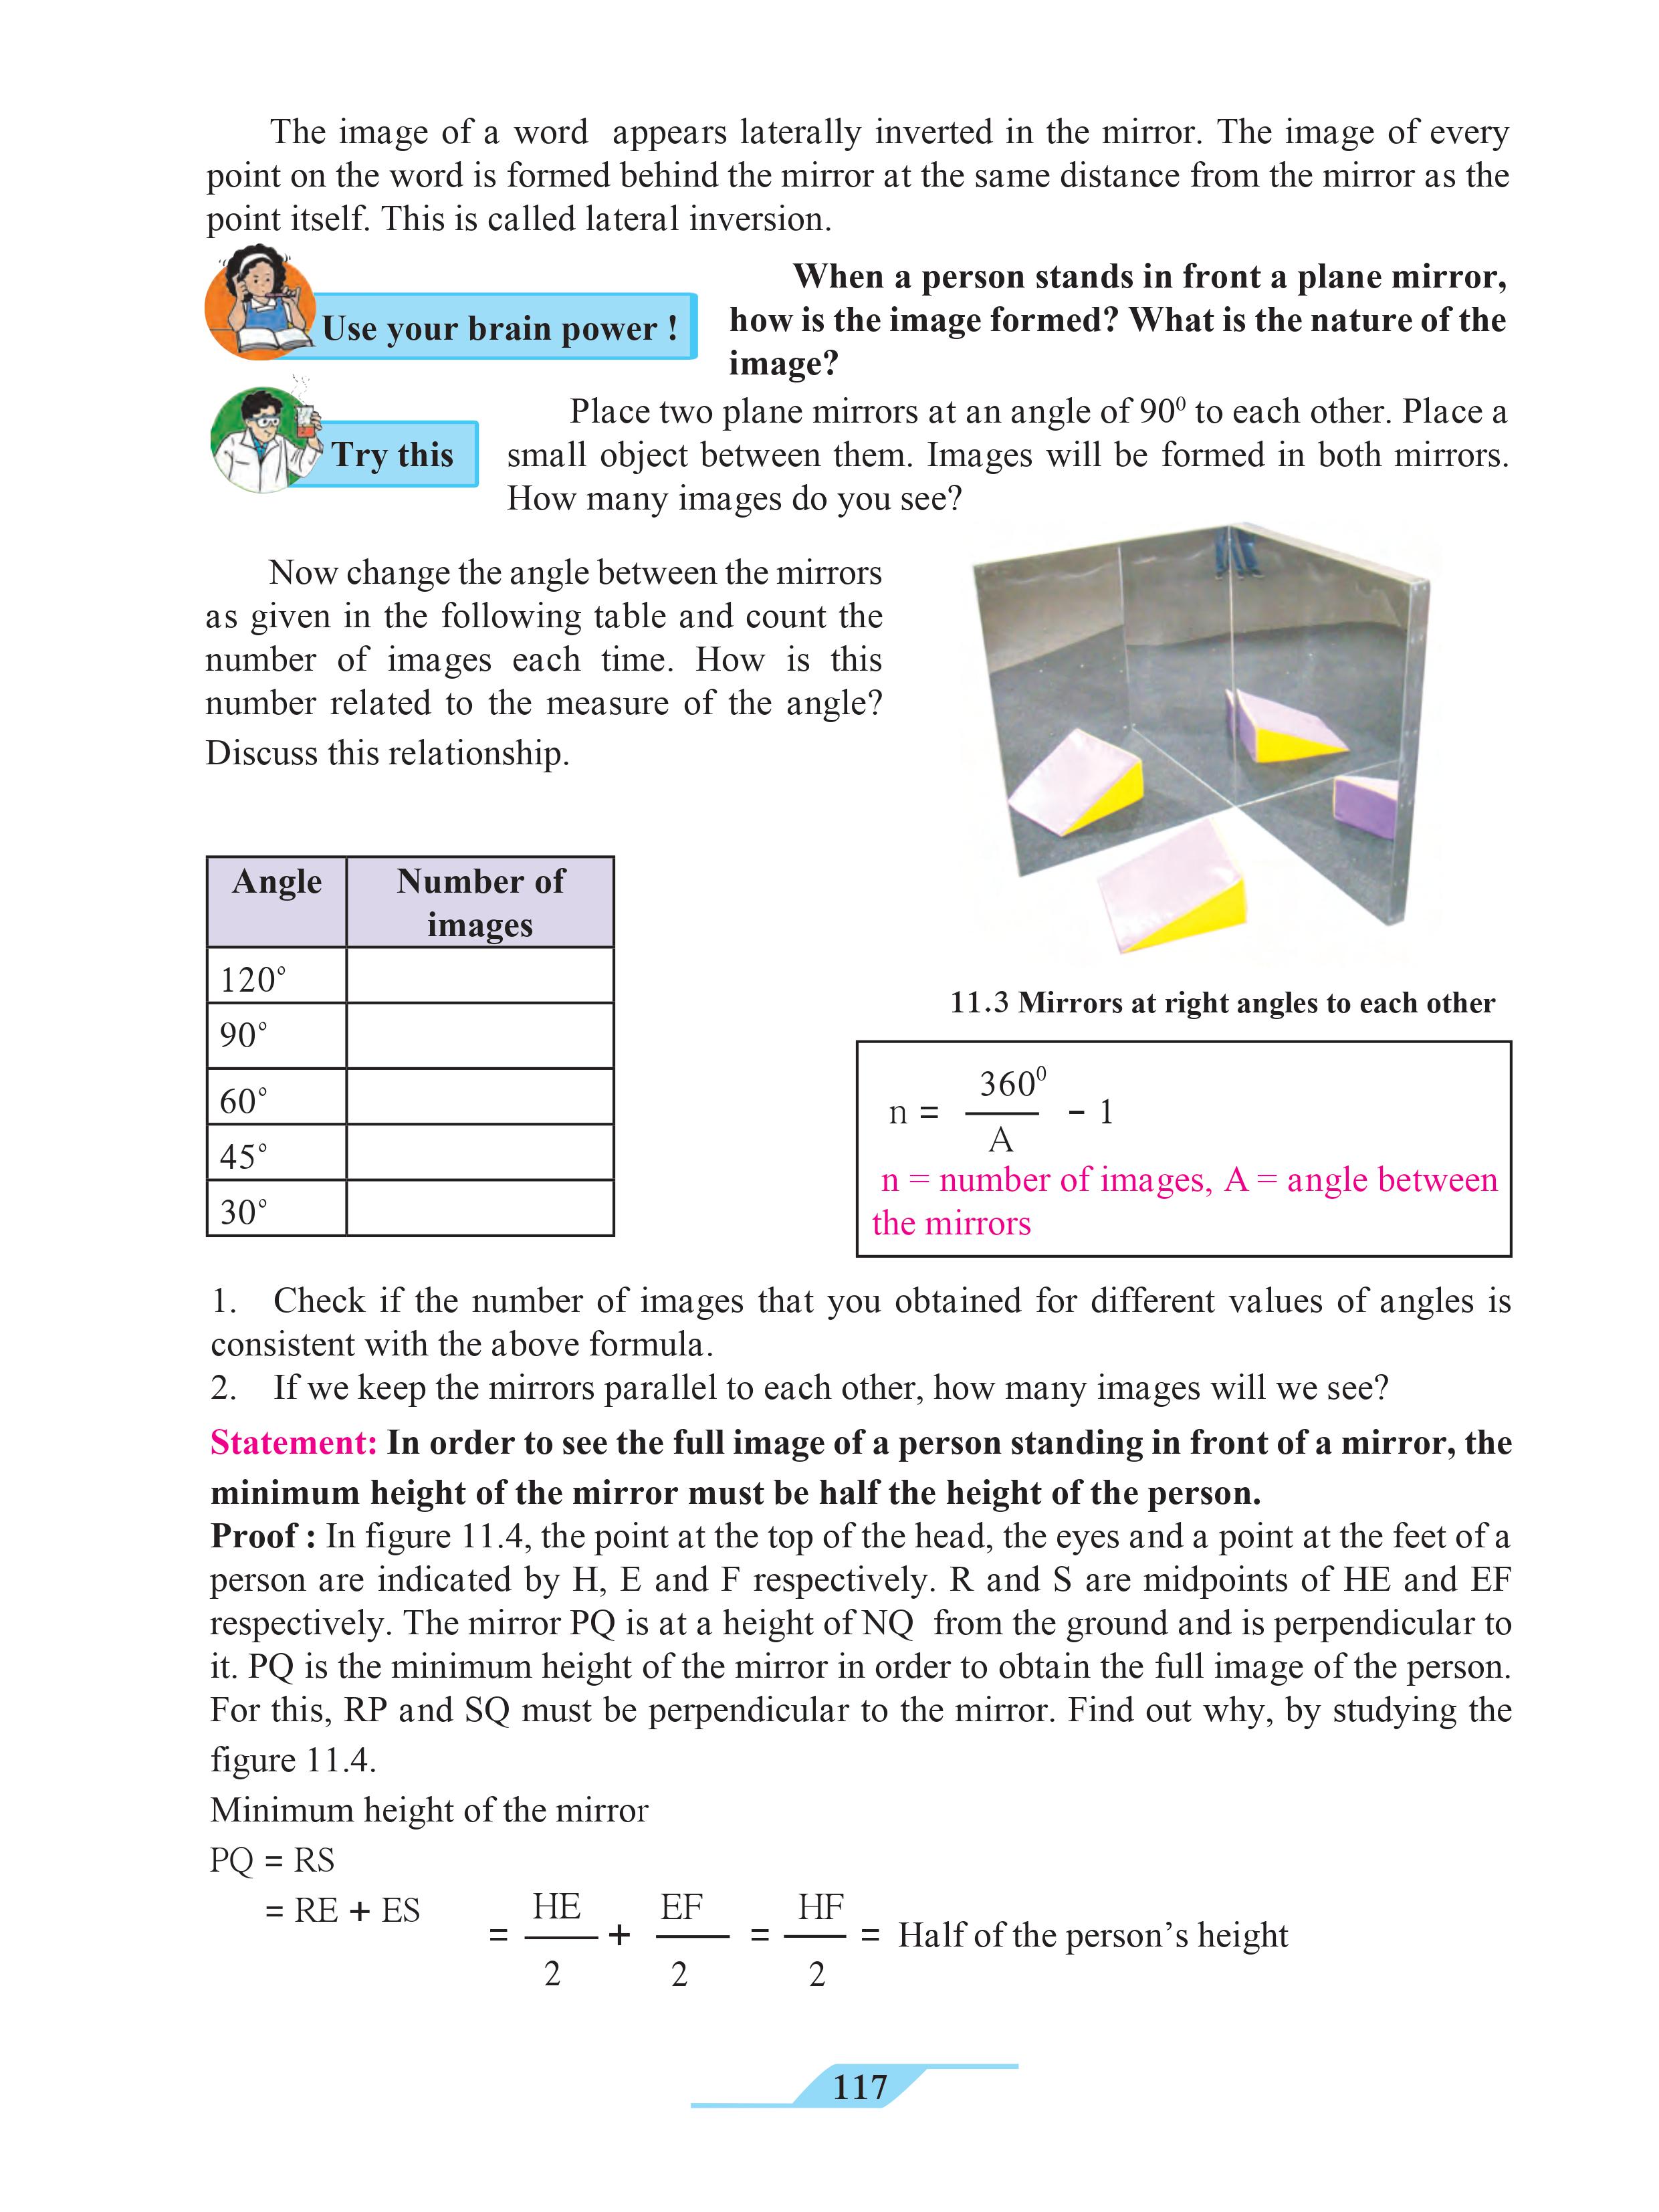 The image of a word appears laterally inverted in the mirror. The image of every
point on the word is formed behind the mirror at the same distance from the mirror as the
point itself. This is called lateral inversion.
Use your brain power !
When a person stands in front a plane mirror,
how is the image formed? What is the nature of the
image?
Try this
Place two plane mirrors at an angle of 90⁰ to each other. Place a
small object between them. Images will be formed in both mirrors.
How many images do you see?
Now change the angle between the mirrors
as given in the following table and count the
number of images each time. How is this
number related to the measure of the angle?
Discuss this relationship.
Angle
Number of
images
120°
90°
60°
45°
30°
11.3 Mirrors at right angles to each other
n = 360⁰ / A - 1
n = number of images, A = angle between
the mirrors
1. Check if the number of images that you obtained for different values of angles is
consistent with the above formula.
2. If we keep the mirrors parallel to each other, how many images will we see?
Statement: In order to see the full image of a person standing in front of a mirror, the
minimum height of the mirror must be half the height of the person.
Proof : In figure 11.4, the point at the top of the head, the eyes and a point at the feet of a
person are indicated by H, E and F respectively. R and S are midpoints of HE and EF
respectively. The mirror PQ is at a height of NQ from the ground and is perpendicular to
it. PQ is the minimum height of the mirror in order to obtain the full image of the person.
For this, RP and SQ must be perpendicular to the mirror. Find out why, by studying the
figure 11.4.
Minimum height of the mirror
PQ = RS
= RE + ES = HE / 2 + EF / 2 = HF / 2 = Half of the person's height
117